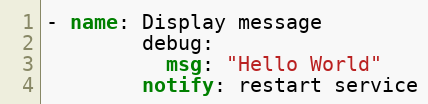 1 - name: Display message
2         debug:
3           msg: "Hello World"
4         notify: restart service